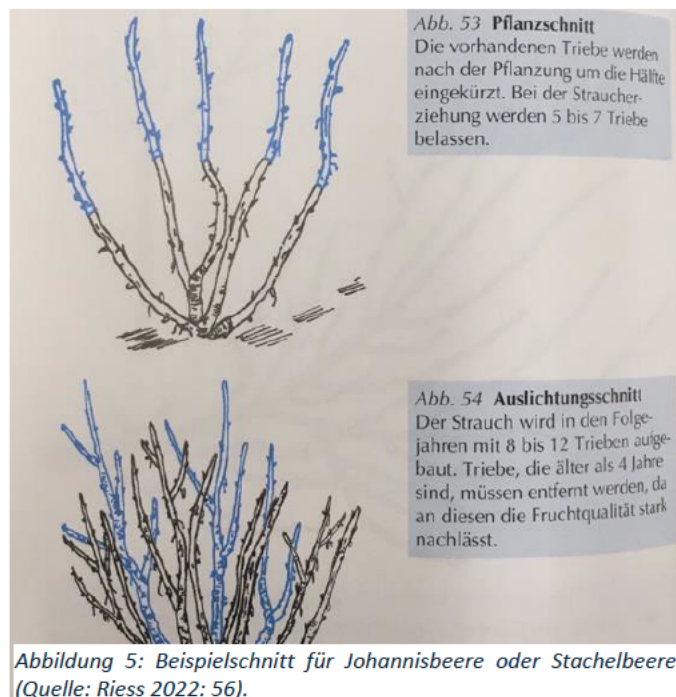 Abb. 53 Pflanzschnitt
Die vorhandenen Triebe werden
nach der Pflanzung um die Hälfte
eingekürzt. Bei der Straucher-
ziehung werden 5 bis 7 Triebe
belassen.
Abb. 54 Auslichtungsschnitt
Der Strauch wird in den Folge-
jahren mit 8 bis 12 Trieben aufge-
baut. Triebe, die älter als 4 Jahre
sind, müssen entfernt werden, da
an diesen die Fruchtqualität stark
nachlässt.
Abbildung 5: Beispielschnitt für Johannisbeere oder Stachelbeere
(Quelle: Riess 2022: 56).